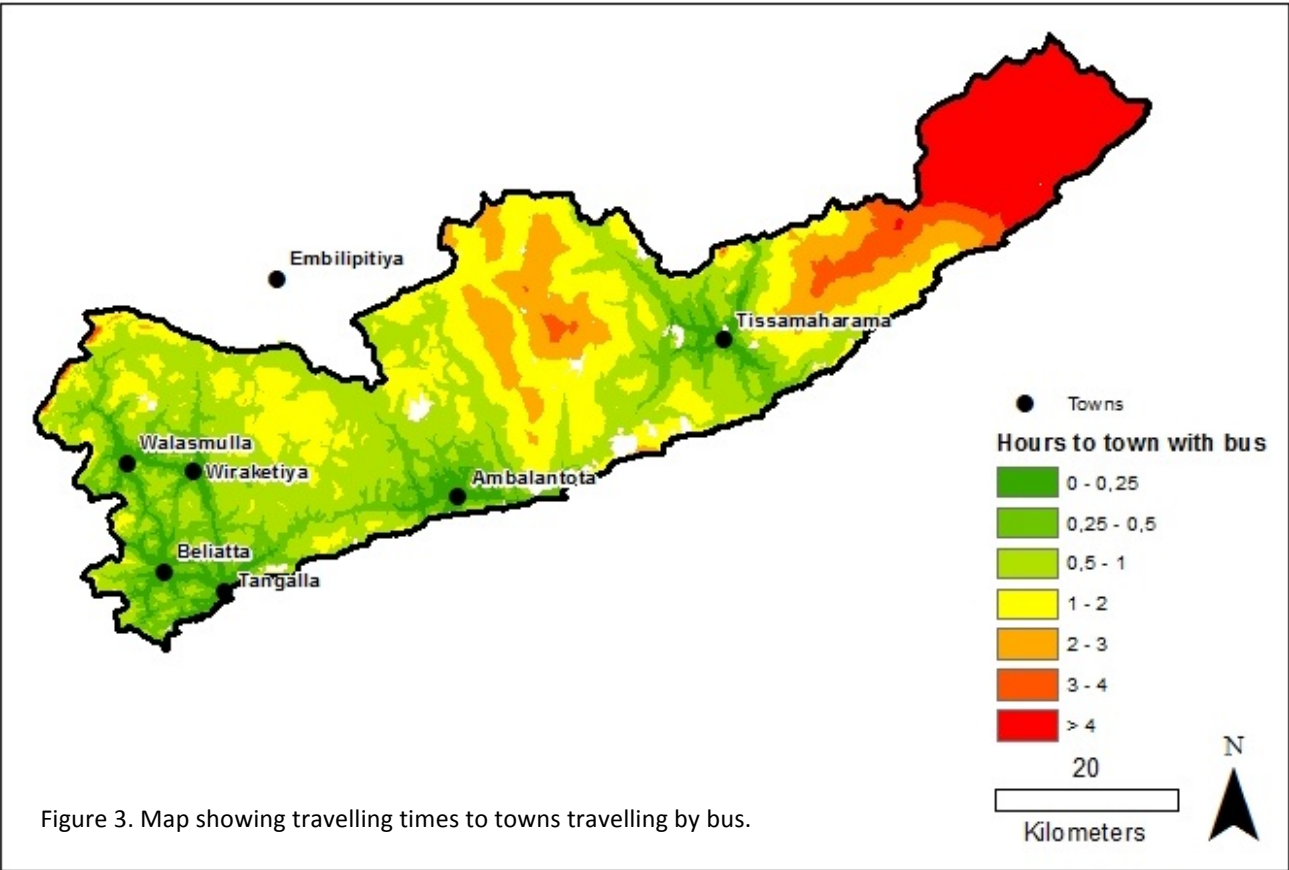 Embilipitiya
Tissamaharama
Walasmulla
Wiraketiya
Ambalantota
Beliatta
Tangalla
Towns
Hours to town with bus
0 - 0,25
0,25 - 0,5
0,5 - 1
1 - 2
2 - 3
3 - 4
> 4
20
Kilometers
N
Figure 3. Map showing travelling times to towns travelling by bus.